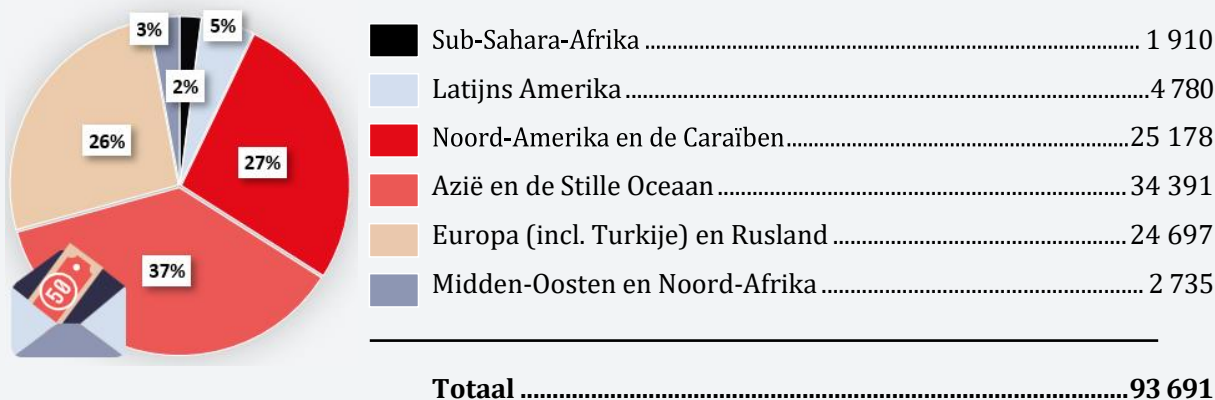 3%
5%
2%
26%
27%
37%
50
Sub-Sahara-Afrika ........ 1 910
Latijns Amerika ........ 4 780
Noord-Amerika en de Caraïben ........ 25 178
Azië en de Stille Oceaan ........ 34 391
Europa (incl. Turkije) en Rusland ........ 24 697
Midden-Oosten en Noord-Afrika ........ 2 735
Totaal ........ 93 691